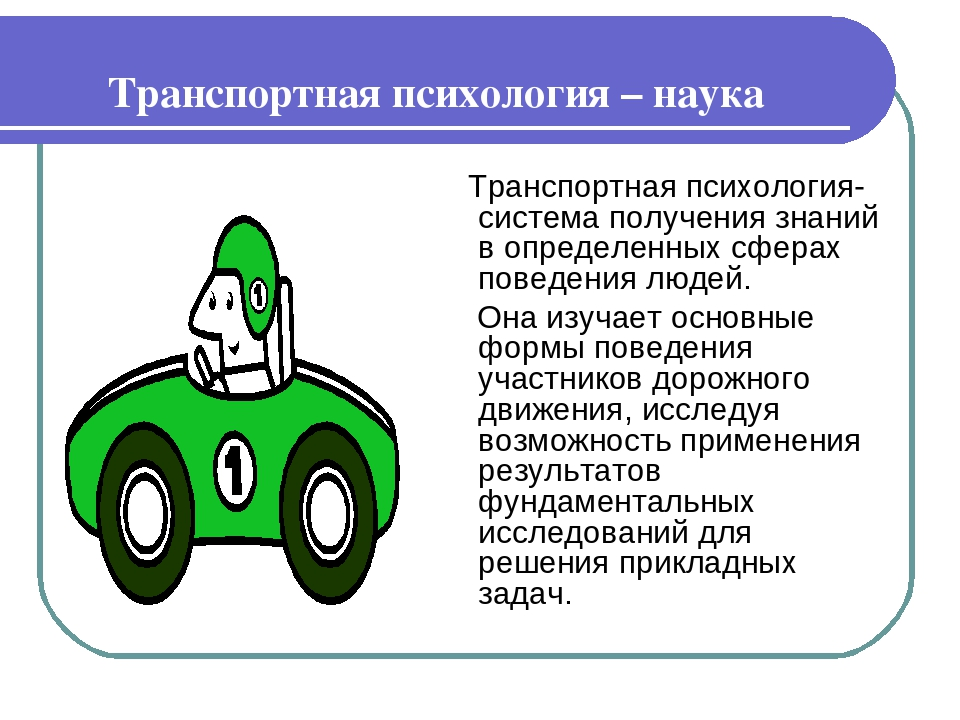 Транспортная психология – наука
Транспортная психология-
система получения знаний
в определенных сферах
поведения людей.
Она изучает основные
формы поведения
участников дорожного
движения, исследуя
возможность применения
результатов
фундаментальных
исследований для
решения прикладных
задач.
1
1